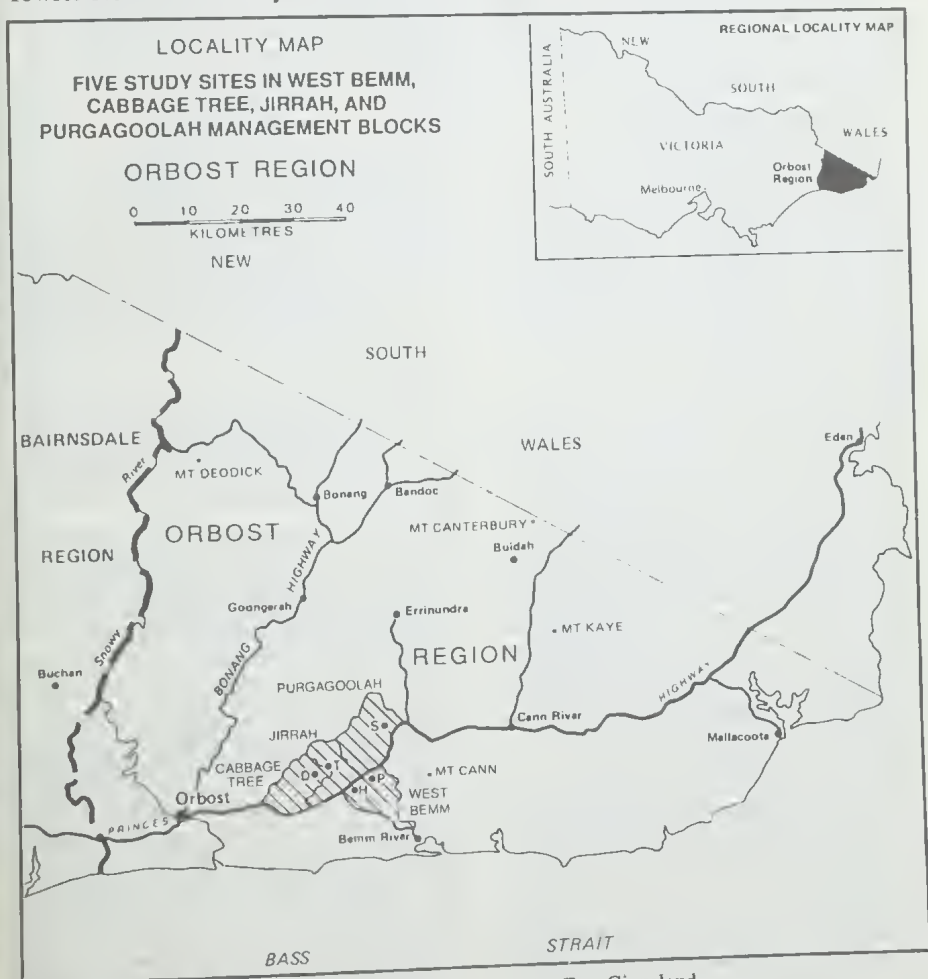 LOCALITY MAP
FIVE STUDY SITES IN WEST BEMM,
CABBAGE TREE, JIRRAH, AND
PURGAGOOLAH MANAGEMENT BLOCKS
ORBOST REGION
0 10 20 30 40
KILOMETRES
REGIONAL LOCALITY MAP
NEW
SOUTH
WALES
SOUTH AUSTRALIA
VICTORIA
Orbost
Region
Melbourne
NEW
SOUTH
WALES
BAIRNSDALE
REGION
River
Snowy
MT DEODICK
Bonang
Bandoc
ORBOST
HIGHWAY
BONANG
Goongerah
MT CANTERBURY
Buidah
Eden
Errinundra
REGION
MT KAYE
Buchan
HIGHWAY
PURGAGOOLAH
S
Cann River
Mallacoota
JIRRAH
T
CABBAGE
TREE
D
P
H
MT CANN
WEST
BEMM
Orbost
PRINCES
Bemm River
BASS
STRAIT